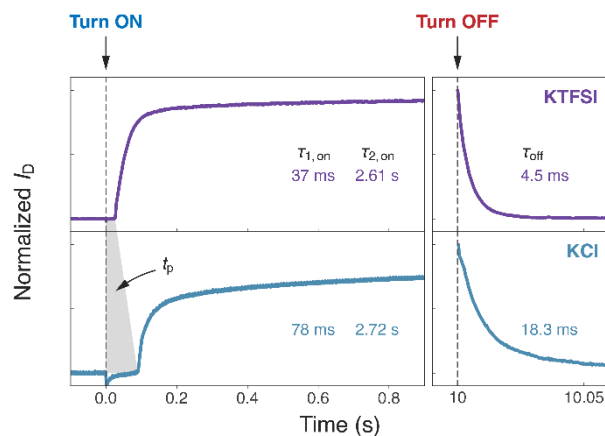 Turn ON
Turn OFF
KTFSI
τ1, on τ2, on τoff
37 ms 2.61 s 4.5 ms
Normalized ID
tp
KCl
78 ms 2.72 s 18.3 ms
0.0 0.2 0.4 0.6 0.8 10 10.05
Time (s)